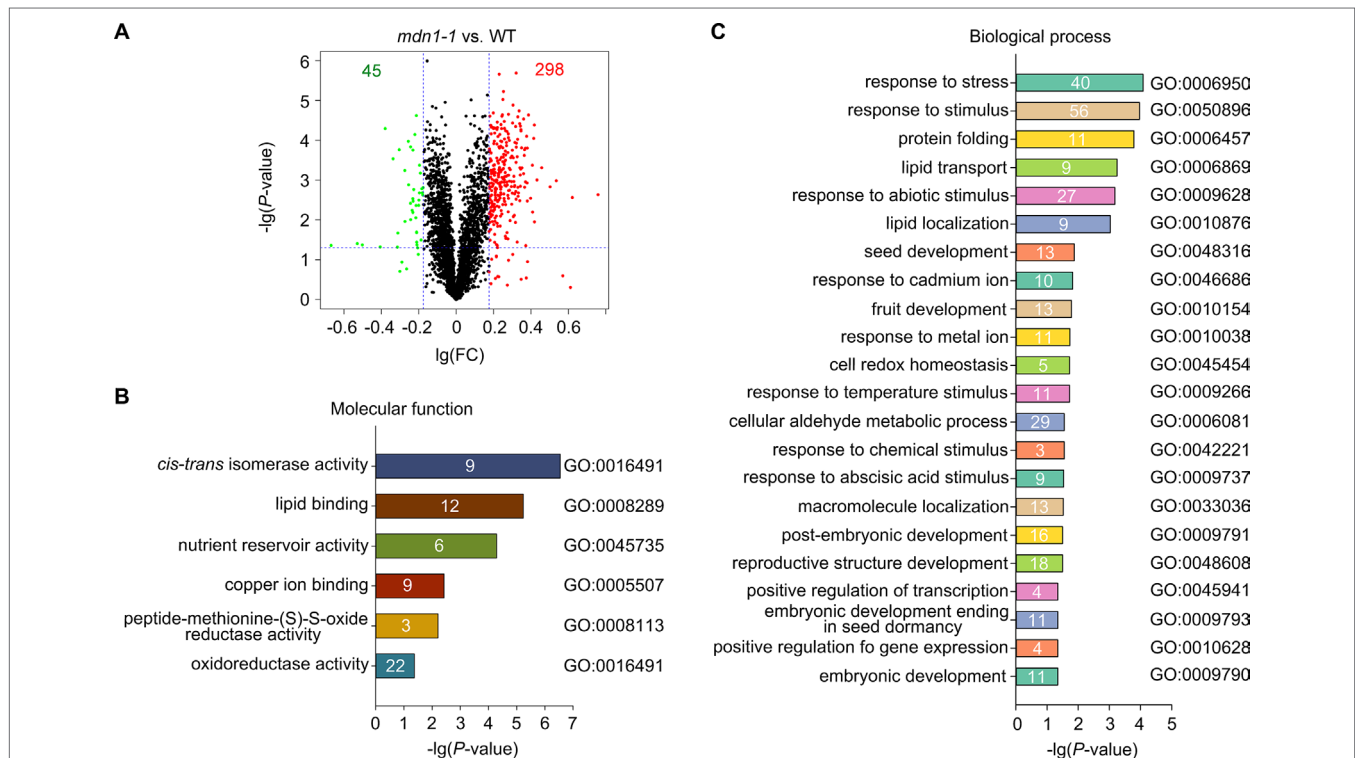 A
mdn1-1 vs. WT
45
298
6
5
4
3
2
1
0
-lg(P-value)
-0.6 -0.4 -0.2 0 0.2 0.4 0.6
lg(FC)
B
Molecular function
cis-trans isomerase activity 9 GO:0016491
lipid binding 12 GO:0008289
nutrient reservoir activity 6 GO:0045735
copper ion binding 9 GO:0005507
peptide-methionine-(S)-S-oxide
reductase activity 3 GO:0008113
oxidoreductase activity 22 GO:0016491
0 1 2 3 4 5 6 7
-lg(P-value)
C
Biological process
response to stress 40 GO:0006950
response to stimulus 56 GO:0050896
protein folding 11 GO:0006457
lipid transport 9 GO:0006869
response to abiotic stimulus 27 GO:0009628
lipid localization 9 GO:0010876
seed development 13 GO:0048316
response to cadmium ion 10 GO:0046686
fruit development 13 GO:0010154
response to metal ion 11 GO:0010038
cell redox homeostasis 5 GO:0045454
response to temperature stimulus 11 GO:0009266
cellular aldehyde metabolic process 29 GO:0006081
response to chemical stimulus 3 GO:0042221
response to abscisic acid stimulus 9 GO:0009737
macromolecule localization 13 GO:0033036
post-embryonic development 16 GO:0009791
reproductive structure development 18 GO:0048608
positive regulation of transcription 4 GO:0045941
embryonic development ending
in seed dormancy 11 GO:0009793
positive regulation fo gene expression 4 GO:0010628
embryonic development 11 GO:0009790
0 1 2 3 4 5
-lg(P-value)